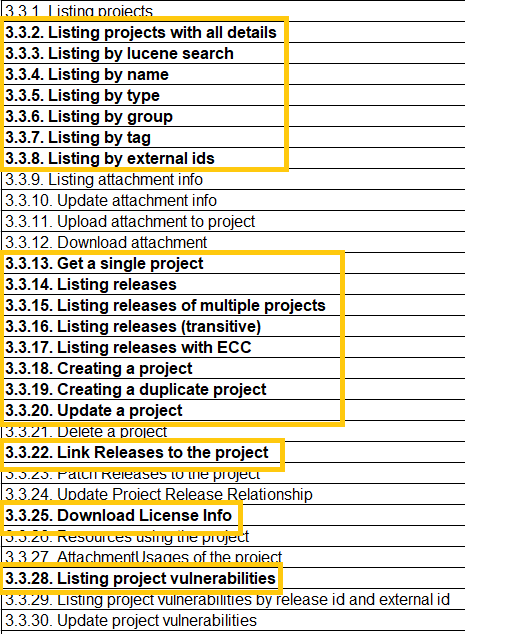 3.3.1. Listing projects
3.3.2. Listing projects with all details
3.3.3. Listing by lucene search
3.3.4. Listing by name
3.3.5. Listing by type
3.3.6. Listing by group
3.3.7. Listing by tag
3.3.8. Listing by external ids
3.3.9. Listing attachment info
3.3.10. Update attachment info
3.3.11. Upload attachment to project
3.3.12. Download attachment
3.3.13. Get a single project
3.3.14. Listing releases
3.3.15. Listing releases of multiple projects
3.3.16. Listing releases (transitive)
3.3.17. Listing releases with ECC
3.3.18. Creating a project
3.3.19. Creating a duplicate project
3.3.20. Update a project
3.3.21. Delete a project
3.3.22. Link Releases to the project
3.3.23. Patch Releases to the project
3.3.24. Update Project Release Relationship
3.3.25. Download License Info
3.3.26. Resources using the project
3.3.27. AttachmentUsages of the project
3.3.28. Listing project vulnerabilities
3.3.29. Listing project vulnerabilities by release id and external id
3.3.30. Update project vulnerabilities